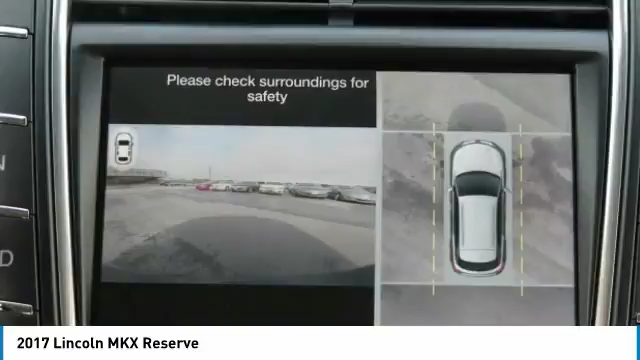 Please check surroundings for
safety
N
D
2017 Lincoln MKX Reserve